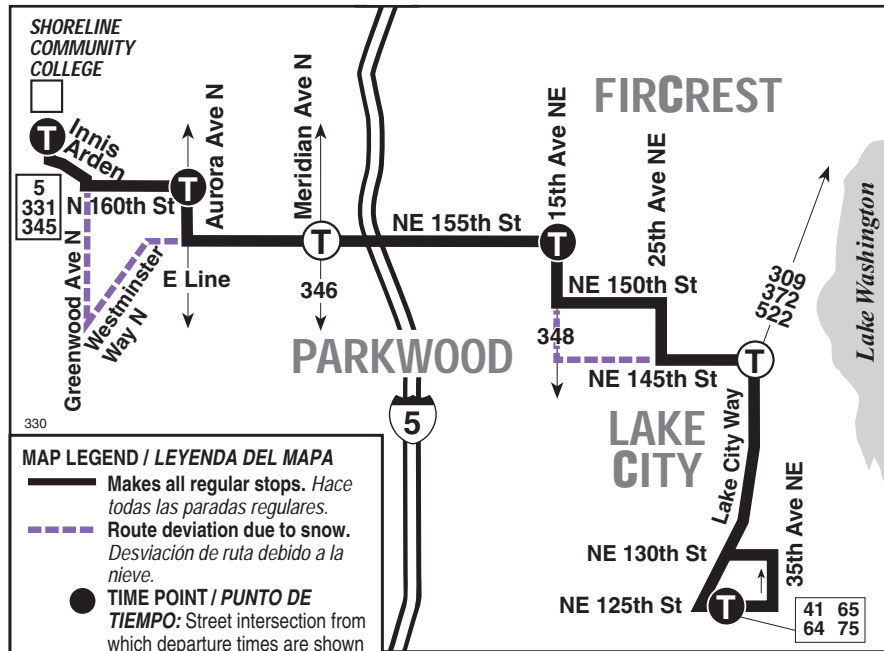 SHORELINE
COMMUNITY
COLLEGE
T
Innis
Arden
5
331
345
N 160th St
T
Aurora Ave N
Meridian Ave N
T
NE 155th St
E Line
346
Greenwood Ave N
Westminster
Way N
330
PARKWOOD
5
FIRCREST
15th Ave NE
T
25th Ave NE
NE 150th St
348
NE 145th St
T
309
372
522
Lake Washington
LAKE
CITY
Lake City Way
35th Ave NE
NE 130th St
NE 125th St
T
41 65
64 75
MAP LEGEND / LEYENDA DEL MAPA
Makes all regular stops. Hace
todas las paradas regulares.
Route deviation due to snow.
Desviación de ruta debido a la
nieve.
TIME POINT / PUNTO DE
TIEMPO: Street intersection from
which departure times are shown